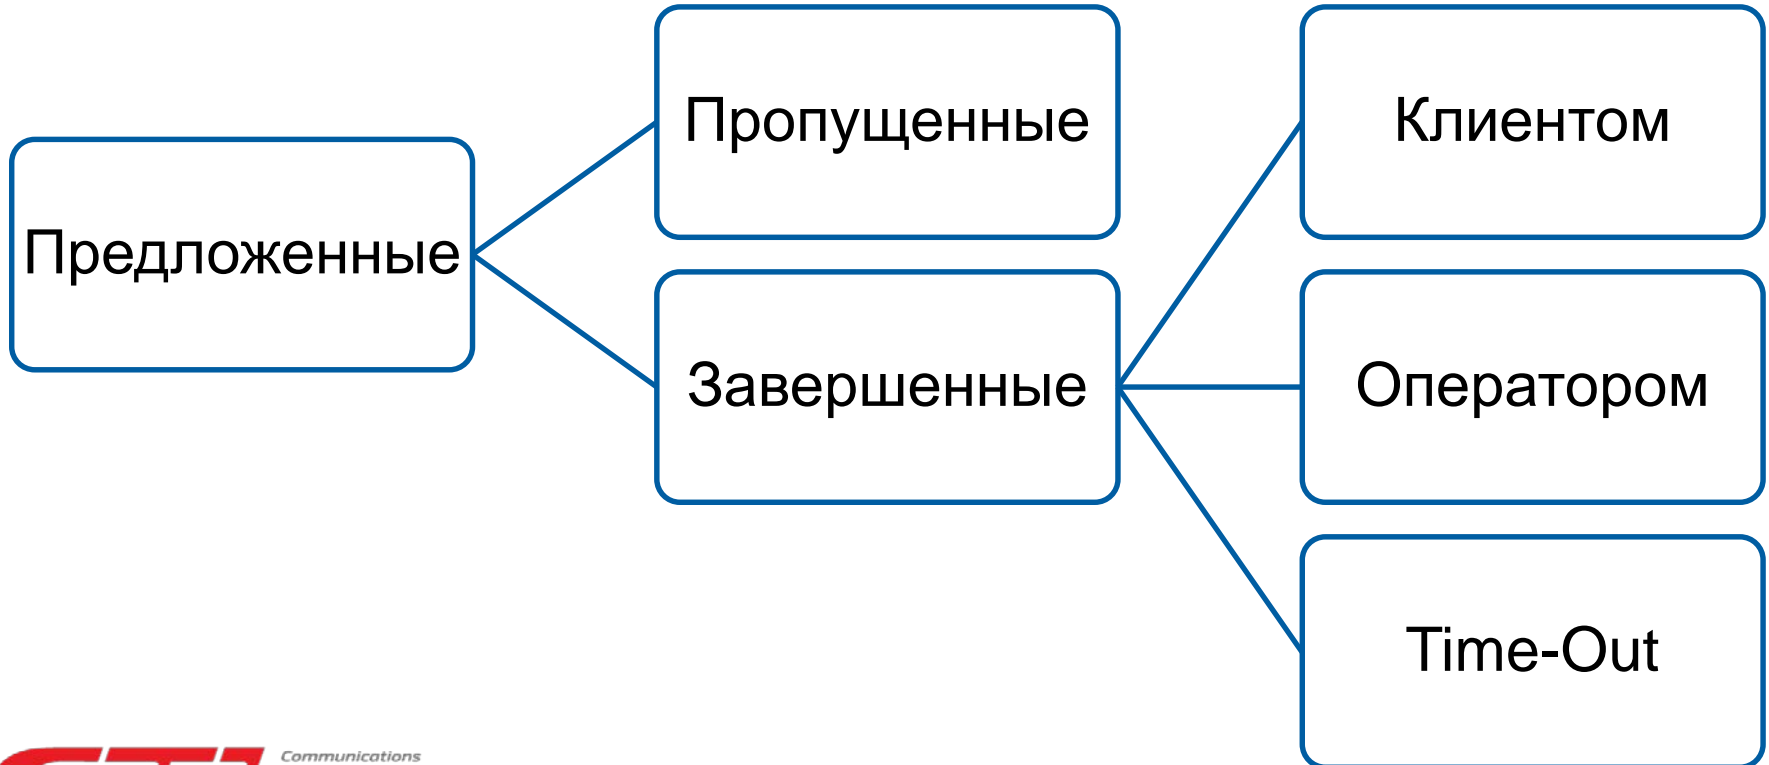 Предложенные
Пропущенные
Завершенные
Клиентом
Оператором
Time-Out
Communications